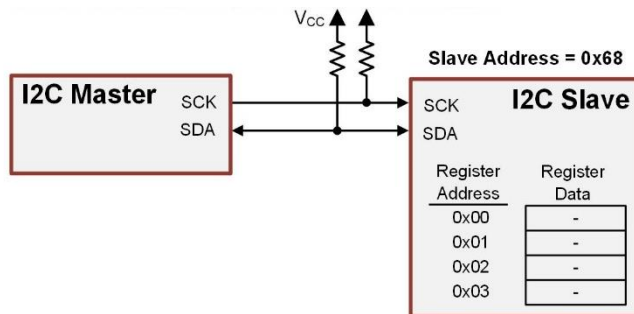 VCC
Slave Address = 0x68
I2C Master
SCK
SDA
I2C Slave
SCK
SDA
Register Address
Register Data
0x00 -
0x01 -
0x02 -
0x03 -